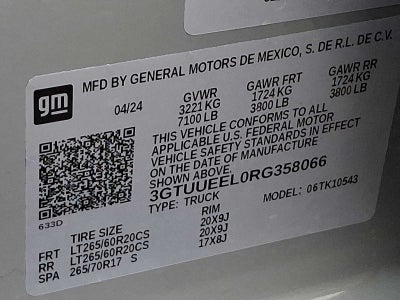 gm
MFD BY GENERAL MOTORS DE MEXICO, S. DE R.L. DE C.V.
04/24 GVWR GAWR FRT GAWR RR
3221 KG 1724 KG 1724 KG
7100 LB 3800 LB 3800 LB
THIS VEHICLE CONFORMS TO ALL
APPLICABLE U.S. FEDERAL MOTOR
VEHICLE SAFETY STANDARDS IN EFFECT
ON THE DATE OF MANUFACTURE
SHOWN ABOVE.
3GTUUEEL0RG358066
TYPE: TRUCK MODEL: 06TK10543
633D
TIRE SIZE RIM
FRT LT265/60R20CS 20X9J
RR LT265/60R20CS 20X9J
SPA 265/70R17 S 17X8J